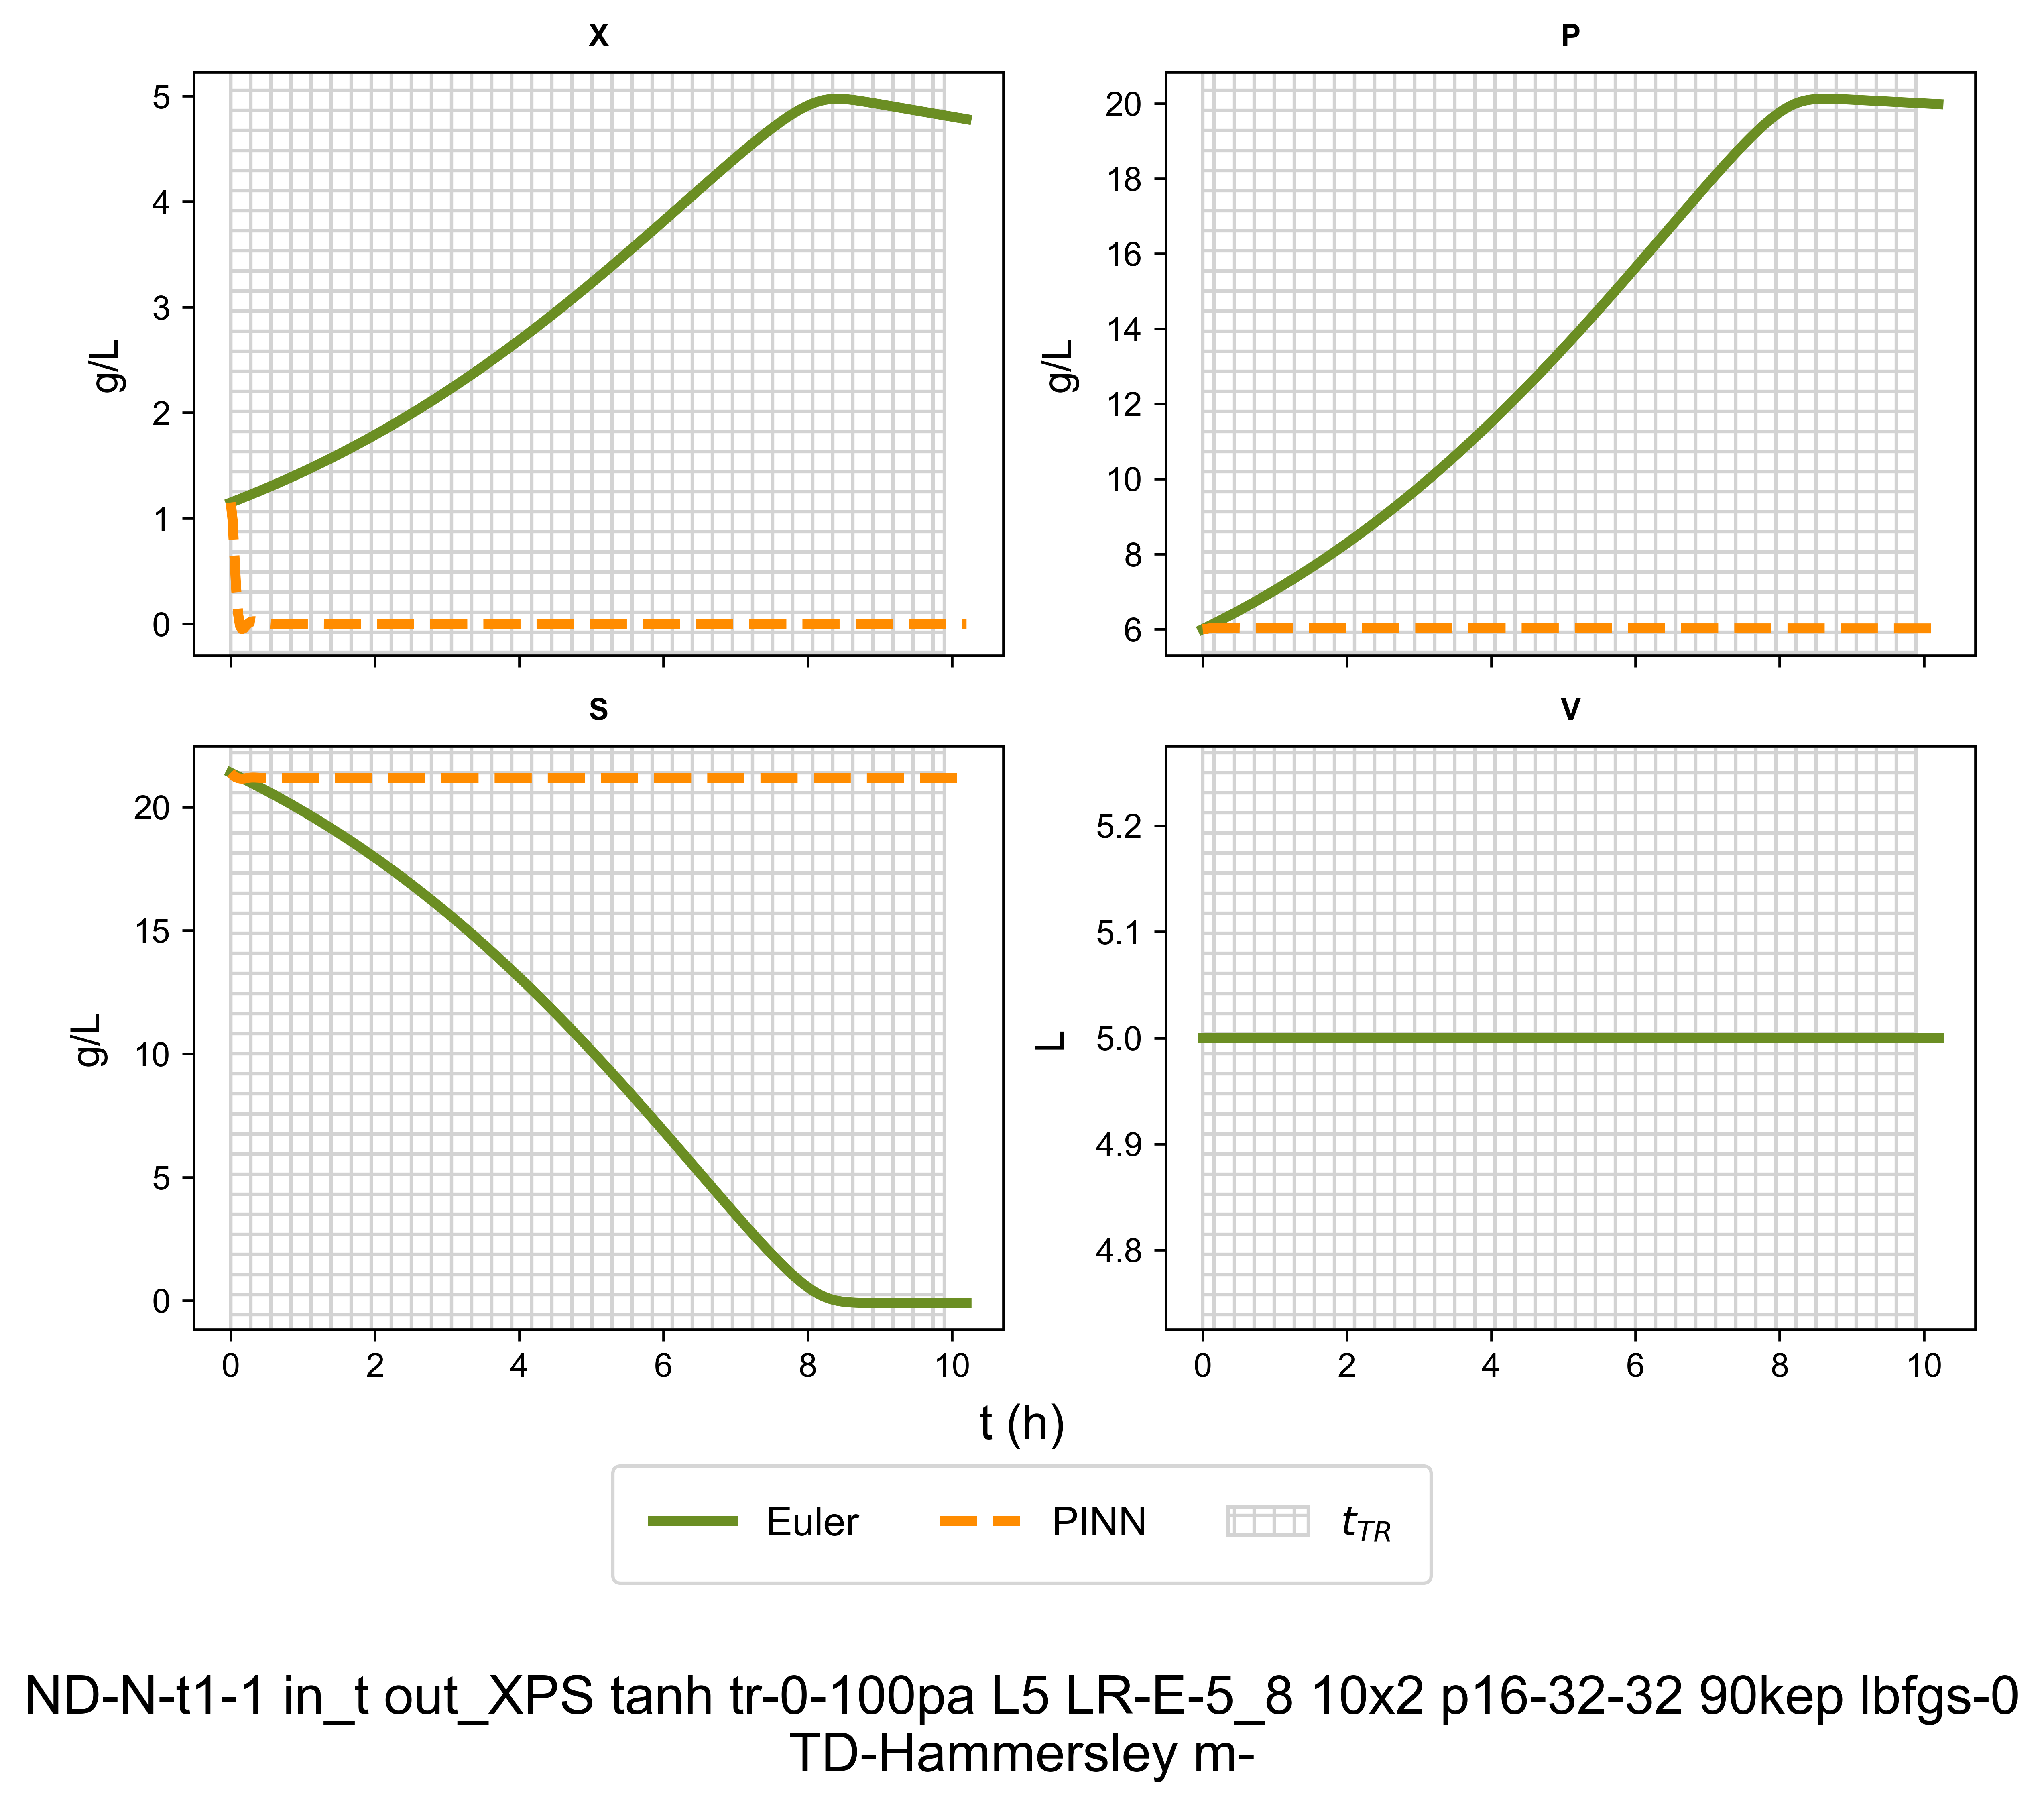 X
P
5
4
3
2
1
0
g/L
20
18
16
14
12
10
8
6
g/L
S
V
20
15
10
5
0
g/L
0 2 4 6 8 10
5.2
5.1
5.0
4.9
4.8
L
0 2 4 6 8 10
t (h)
Euler PINN t_TR
ND-N-t1-1 in_t out_XPS tanh tr-0-100pa L5 LR-E-5_8 10x2 p16-32-32 90kep lbfgs-0
TD-Hammersley m-